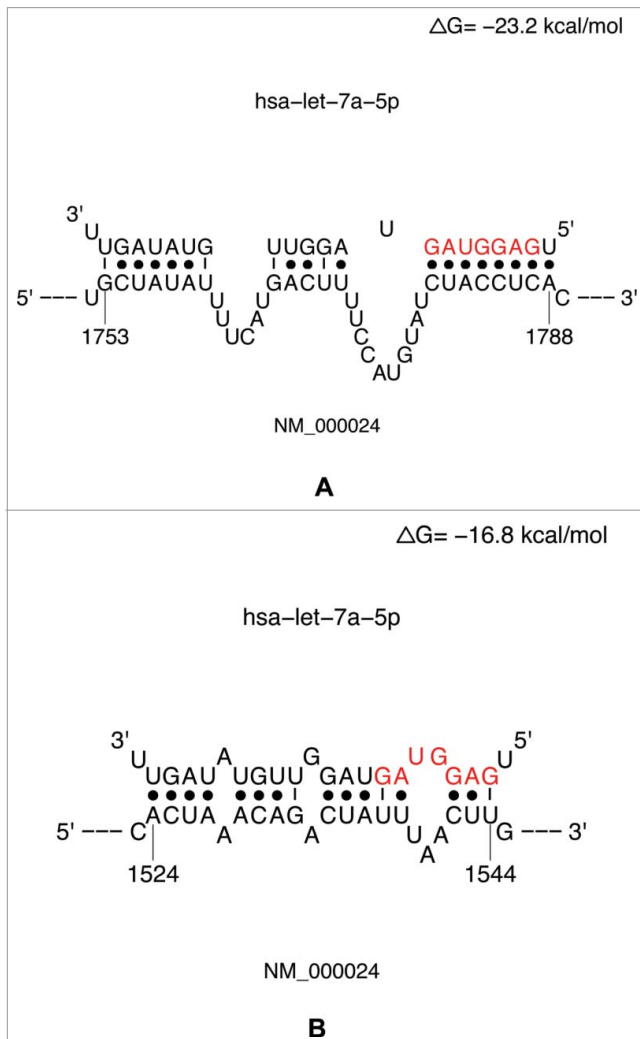 △G= −23.2 kcal/mol
hsa−let−7a−5p
3'
U
U
5'
UGAUAUG
UUGGA
GAUGGAGU
5' −−− U
GCUAUAU
GACUU
CUACCUCA
C −−− 3'
U
A
U
A
U
U
U
U
1753
UC
C
G
1788
C
AU
NM_000024
A
△G= −16.8 kcal/mol
hsa−let−7a−5p
3'
5'
U
A
G
U G
U
UGAU
UGUU
GAUGA
GAG
5' −−− C
ACUA
ACAG
CUAUUU
CUU
G −−− 3'
A
A
U
A
A
1524
1544
NM_000024
B